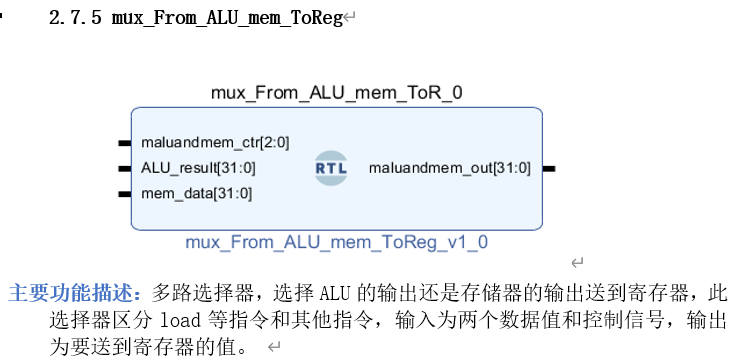 2.7.5 mux_From_ALU_mem_ToReg
mux_From_ALU_mem_ToR_0
maluandmem_ctr[2:0]
ALU_result[31:0]
RTL
maluandmem_out[31:0]
mem_data[31:0]
mux_From_ALU_mem_ToReg_v1_0
主要功能描述：多路选择器，选择 ALU 的输出还是存储器的输出送到寄存器，此
选择器区分 load 等指令和其他指令，输入为两个数据值和控制信号，输出
为要送到寄存器的值。